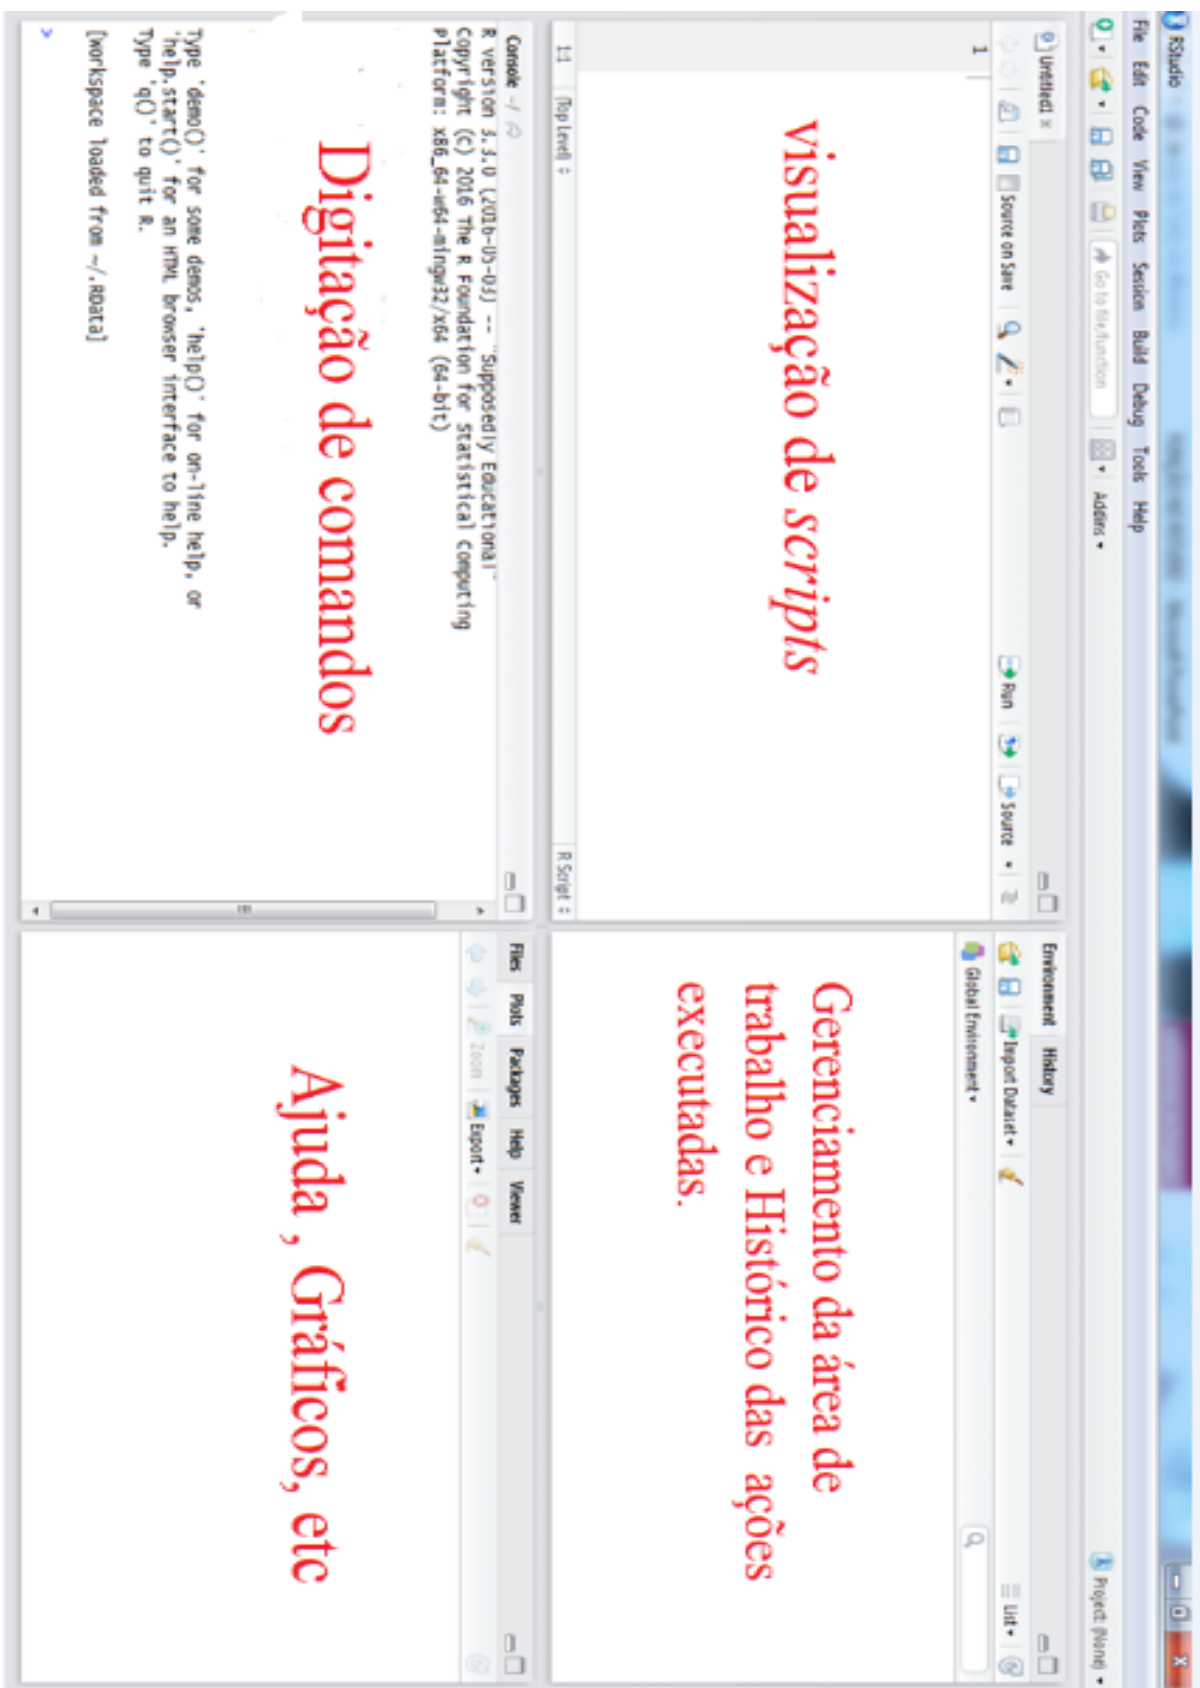 RStudio
File Edit Code View Plots Session Build Debug Tools Help
Go to file/function Addins Project: (None)
Untitled1 x
Source on Save Run Source
1
visualização de scripts
1:1 (Top Level) R Script
Console ~/
R version 3.3.0 (2016-05-03) -- "Supposedly Educational"
Copyright (C) 2016 The R Foundation for Statistical Computing
Platform: x86_64-w64-mingw32/x64 (64-bit)
Digitação de comandos
Type 'demo()' for some demos, 'help()' for on-line help, or
'help.start()' for an HTML browser interface to help.
Type 'q()' to quit R.
[Workspace loaded from ~/.RData]
>
Environment History
Import Dataset List
Global Environment
Gerenciamento da área de
trabalho e Histórico das ações
executadas.
Files Plots Packages Help Viewer
Zoom Export
Ajuda , Gráficos, etc